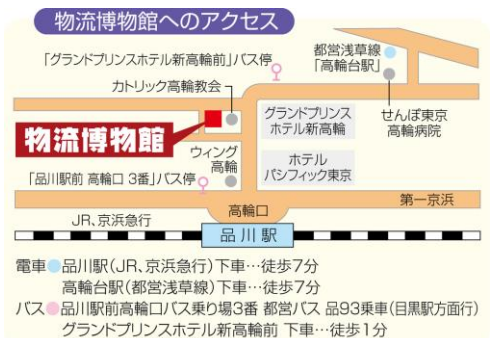 物流博物館へのアクセス
「グランドプリンスホテル新高輪前」バス停
都営浅草線
「高輪台駅」
カトリック高輪教会
グランドプリンス
ホテル新高輪
せんぽ東京
高輪病院
物流博物館
ウィング
高輪
ホテル
パシフィック東京
「品川駅前 高輪口 3番」バス停
第一京浜
高輪口
JR、京浜急行
品川駅
電車●品川駅(JR、京浜急行)下車…徒歩7分
高輪台駅(都営浅草線)下車…徒歩7分
バス●品川駅前高輪口バス乗り場3番 都営バス 品93乗車(目黒駅方面行)
グランドプリンスホテル新高輪前 下車…徒歩1分